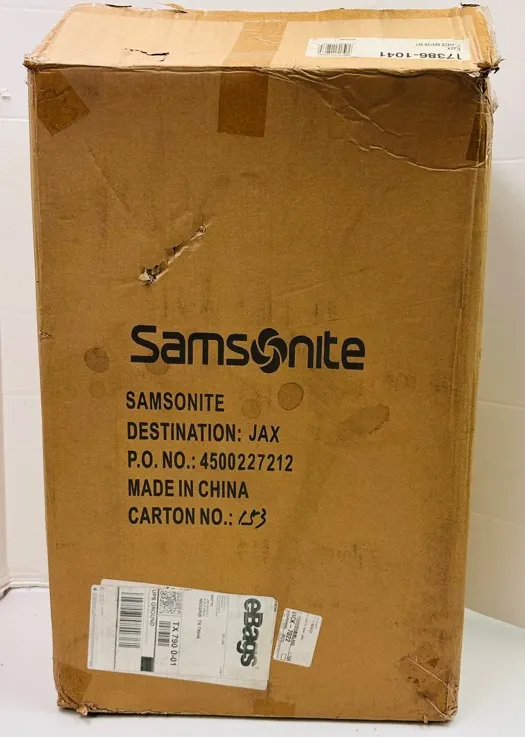 17386-1041
Samsonite
SAMSONITE
DESTINATION: JAX
P.O. NO.: 4500227212
MADE IN CHINA
CARTON NO.: 153
eBags
TX 790 0-01
UPS GROUND